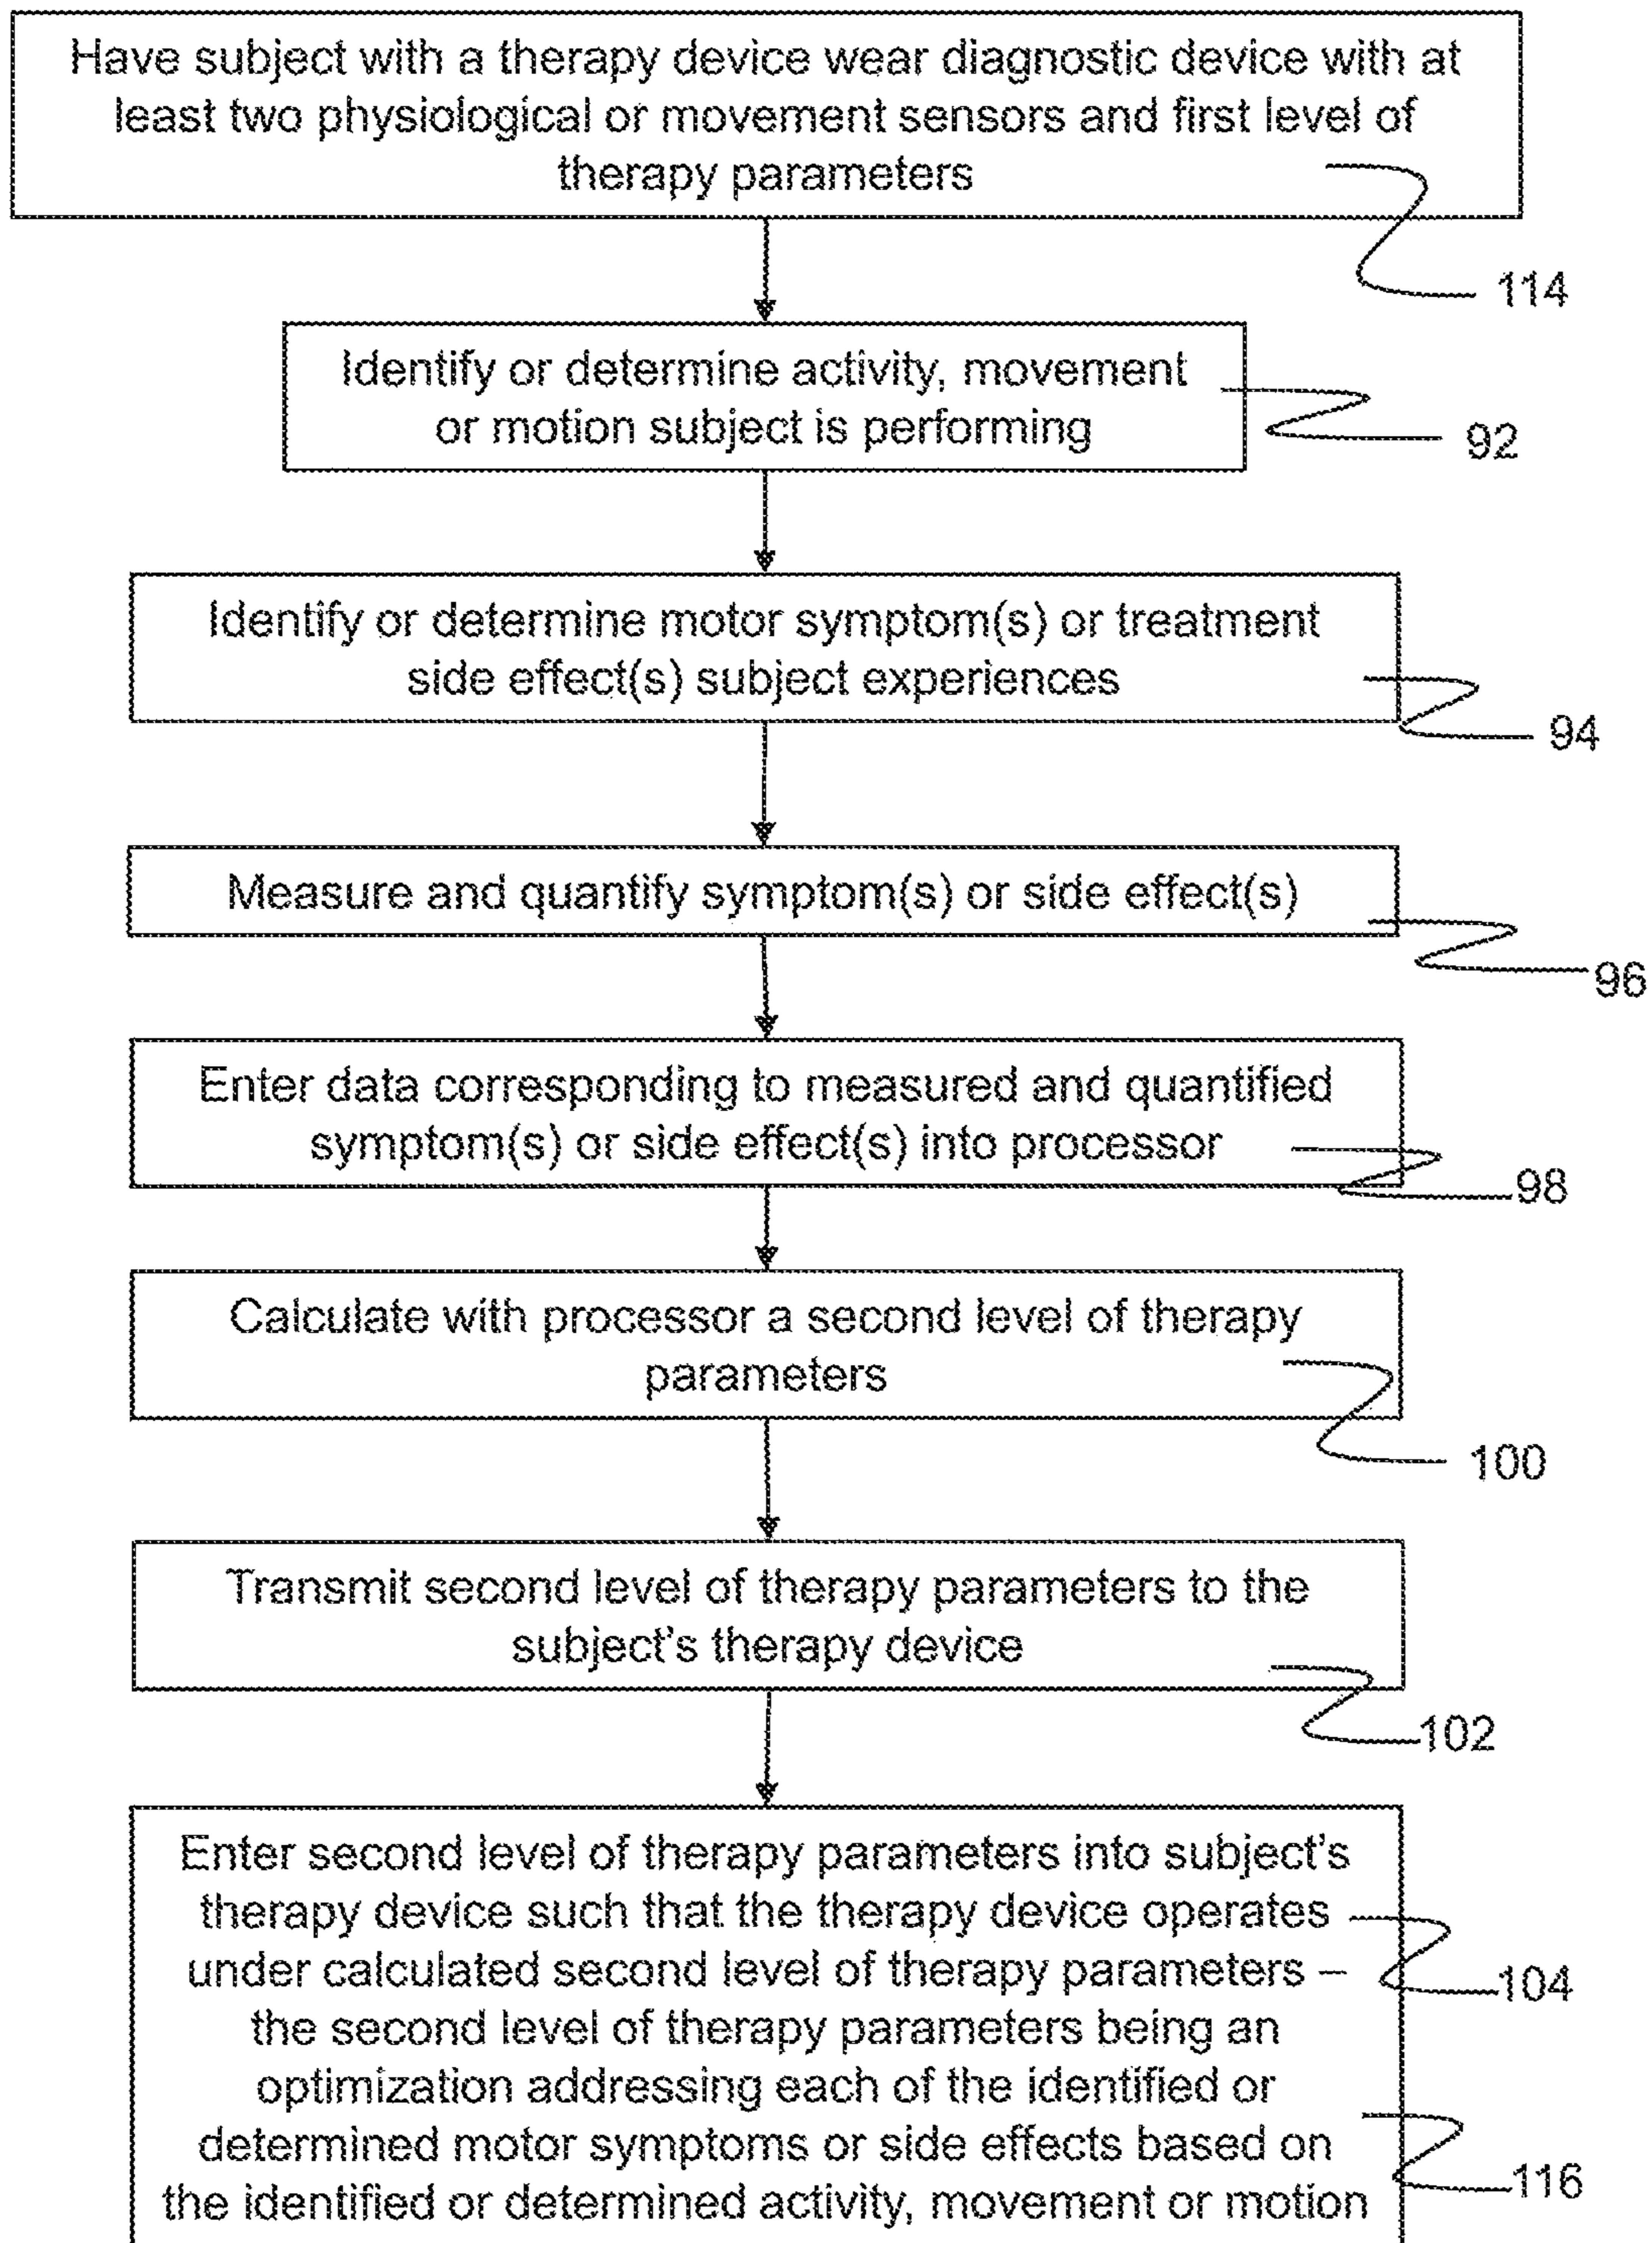 Have subject with a therapy device wear diagnostic device with at
least two physiological or movement sensors and first level of
therapy parameters
114
Identify or determine activity, movement
or motion subject is performing
92
Identify or determine motor symptom(s) or treatment
side effect(s) subject experiences
94
Measure and quantify symptom(s) or side effect(s)
96
Enter data corresponding to measured and quantified
symptom(s) or side effect(s) into processor
98
Calculate with processor a second level of therapy
parameters
100
Transmit second level of therapy parameters to the
subject's therapy device
102
Enter second level of therapy parameters into subject's
therapy device such that the therapy device operates
under calculated second level of therapy parameters –
104
the second level of therapy parameters being an
optimization addressing each of the identified or
determined motor symptoms or side effects based on
the identified or determined activity, movement or motion
116